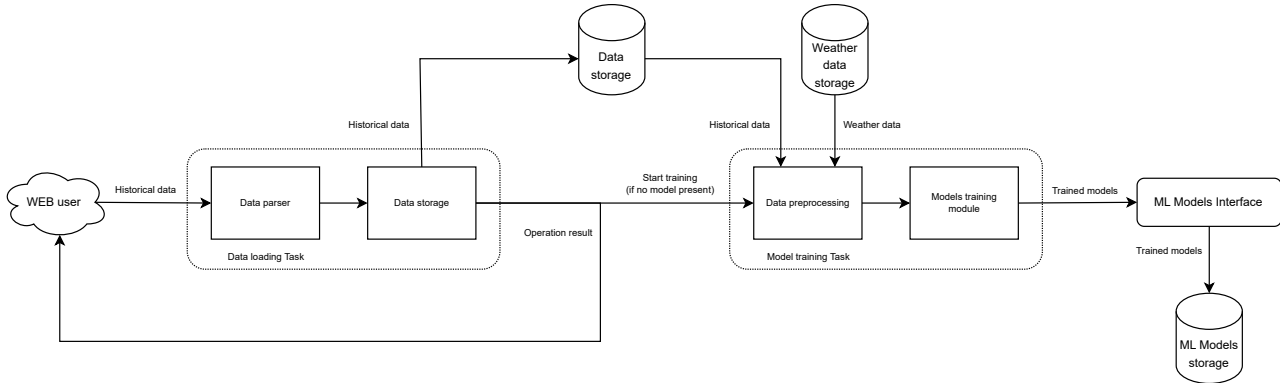 Data
storage
Weather
data
storage
Historical data
Historical data
Weather data
WEB user
Historical data
Data parser
Data storage
Start training
(if no model present)
Data preprocessing
Models training
module
Trained models
ML Models Interface
Operation result
Data loading Task
Model training Task
Trained models
ML Models
storage